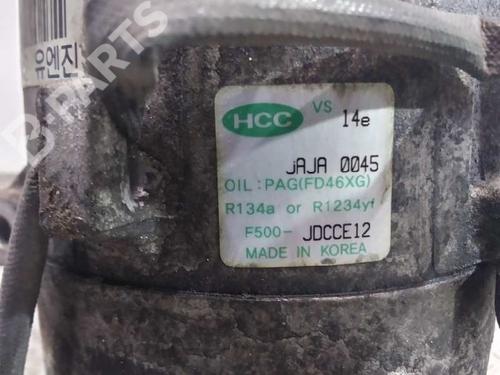 유엔진
B-PARTS
HCC VS 14e
JAJA 0045
OIL:PAG(FD46XG)
R134a or R1234yf
F500- JDCCE12
MADE IN KOREA